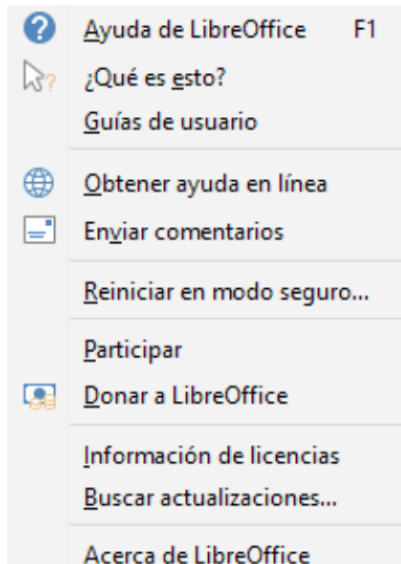 Ayuda de LibreOffice F1
¿Qué es esto?
Guías de usuario
Obtener ayuda en línea
Enviar comentarios
Reiniciar en modo seguro...
Participar
Donar a LibreOffice
Información de licencias
Buscar actualizaciones...
Acerca de LibreOffice